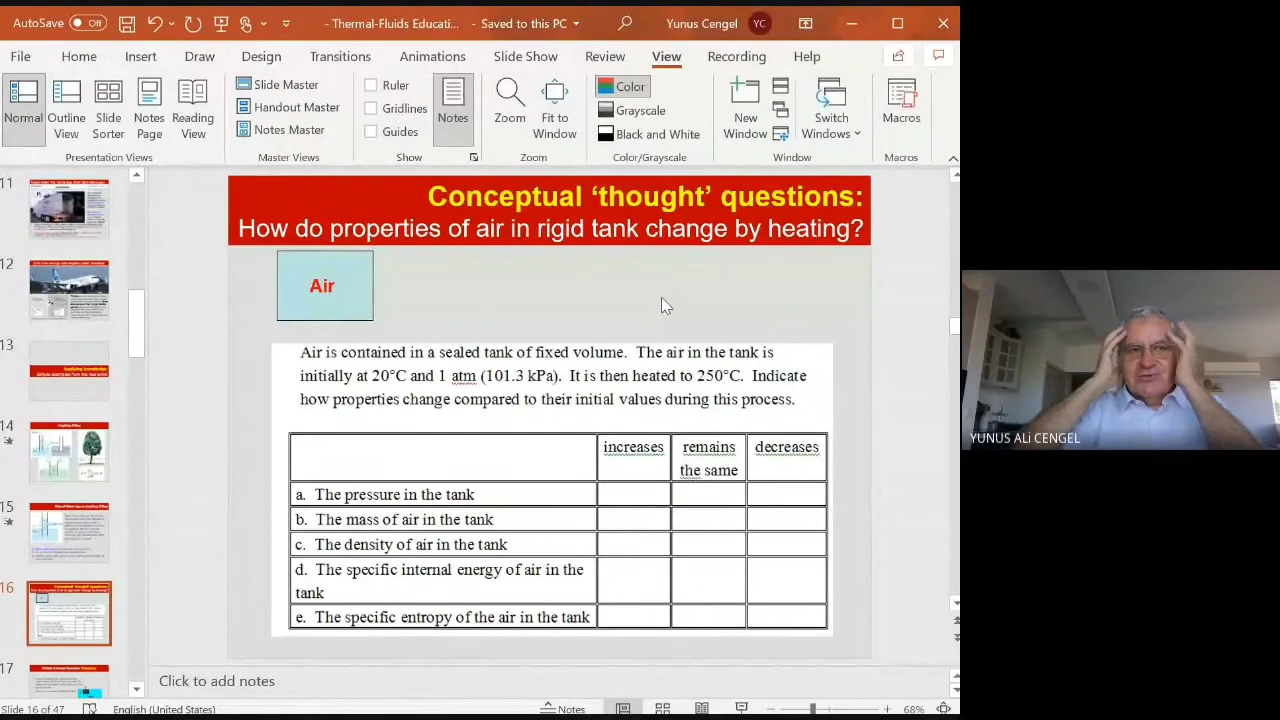 AutoSave Off - Thermal-Fluids Educati... - Saved to this PC Yunus Cengel YC
File Home Insert Draw Design Transitions Animations Slide Show Review View Recording Help
Normal Outline View Slide Sorter Notes Page Reading View
Presentation Views
Slide Master
Handout Master
Notes Master
Master Views
Ruler
Gridlines
Guides
Show
Notes
Zoom Fit to Window
Zoom
Color
Grayscale
Black and White
Color/Grayscale
New Window Switch Windows
Window
Macros
Macros
11
12
13
14
15
16
17
Conceptual ‘thought’ questions:
How do properties of air in rigid tank change by heating?
Air
Air is contained in a sealed tank of fixed volume. The air in the tank is
initially at 20°C and 1 atm (101.3 kPa). It is then heated to 250°C. Indicate
how properties change compared to their initial values during this process.
increases remains the same decreases
a. The pressure in the tank
b. The mass of air in the tank
c. The density of air in the tank
d. The specific internal energy of air in the
tank
e. The specific entropy of the air in the tank
YUNUS ALi CENGEL
Click to add notes
Slide 16 of 47 English (United States) Notes 68%